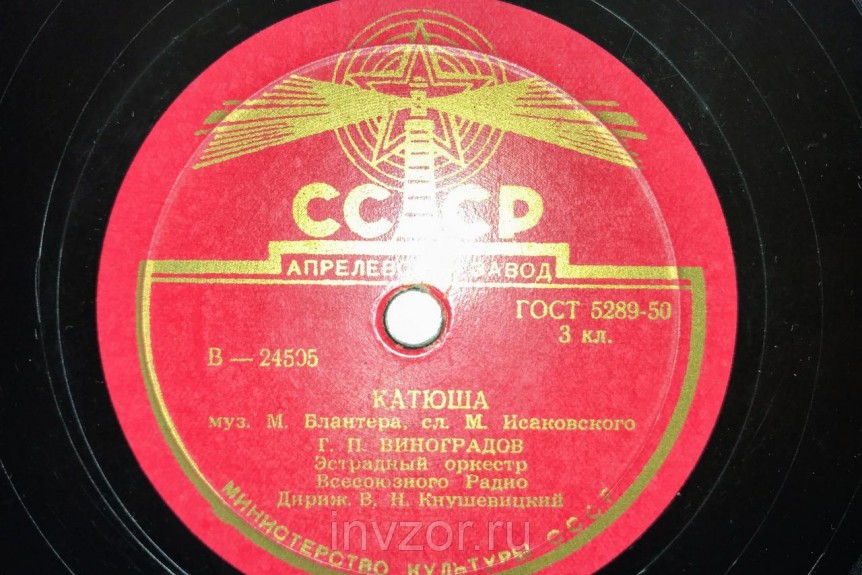 СССР
АПРЕЛЕВСКИЙ ЗАВОД
ГОСТ 5289-50
3 кл.
В — 24505
КАТЮША
муз. М. Блантера, сл. М. Исаковского
Г. П. ВИНОГРАДОВ
Эстрадный оркестр
Всесоюзного Радио
Дириж. В. Н. Кнушевицкий
МИНИСТЕРСТВО КУЛЬТУРЫ СССР
invzor.ru